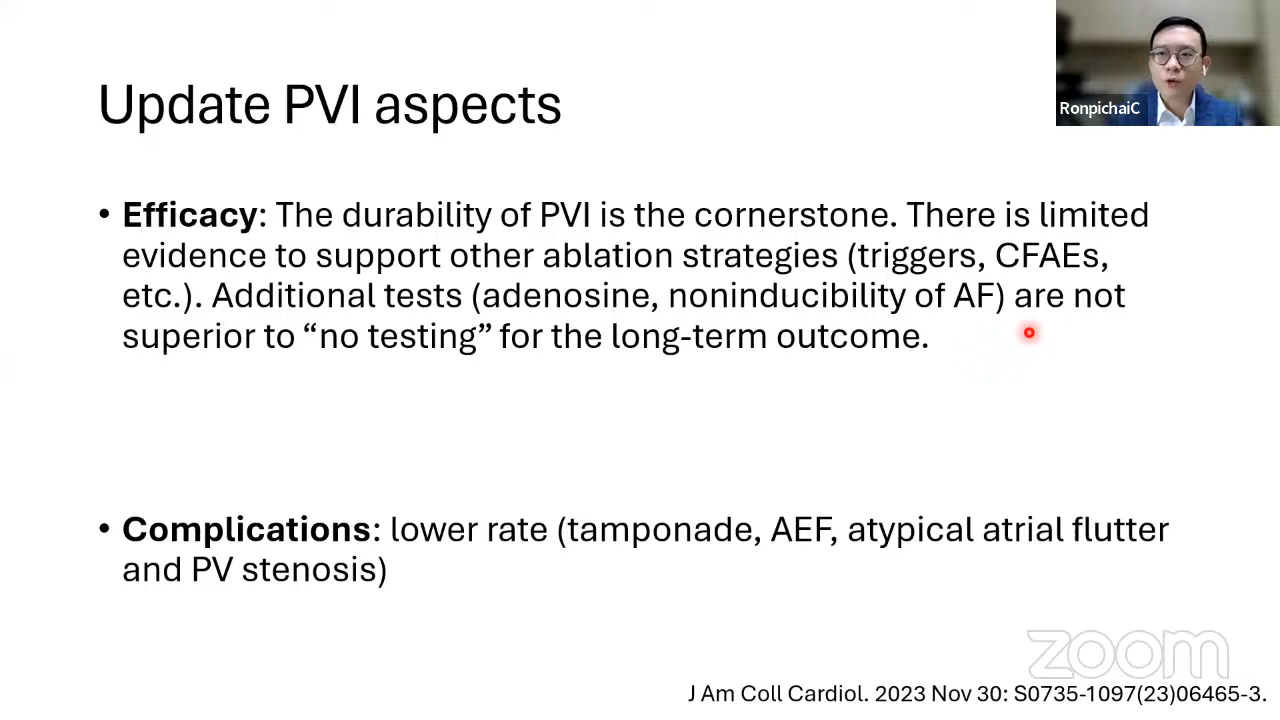 RonpichaiC
Update PVI aspects
• Efficacy: The durability of PVI is the cornerstone. There is limited
evidence to support other ablation strategies (triggers, CFAEs,
etc.). Additional tests (adenosine, noninducibility of AF) are not
superior to “no testing” for the long-term outcome.
• Complications: lower rate (tamponade, AEF, atypical atrial flutter
and PV stenosis)
zoom
J Am Coll Cardiol. 2023 Nov 30: S0735-1097(23)06465-3.